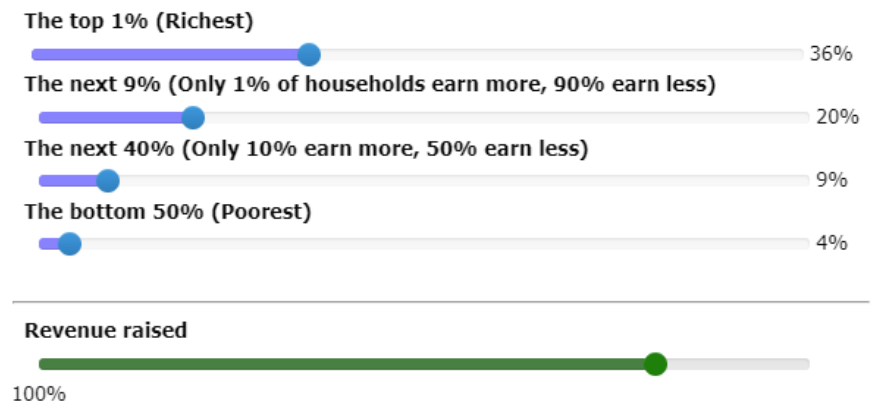 The top 1% (Richest)
36%
The next 9% (Only 1% of households earn more, 90% earn less)
20%
The next 40% (Only 10% earn more, 50% earn less)
9%
The bottom 50% (Poorest)
4%
Revenue raised
100%